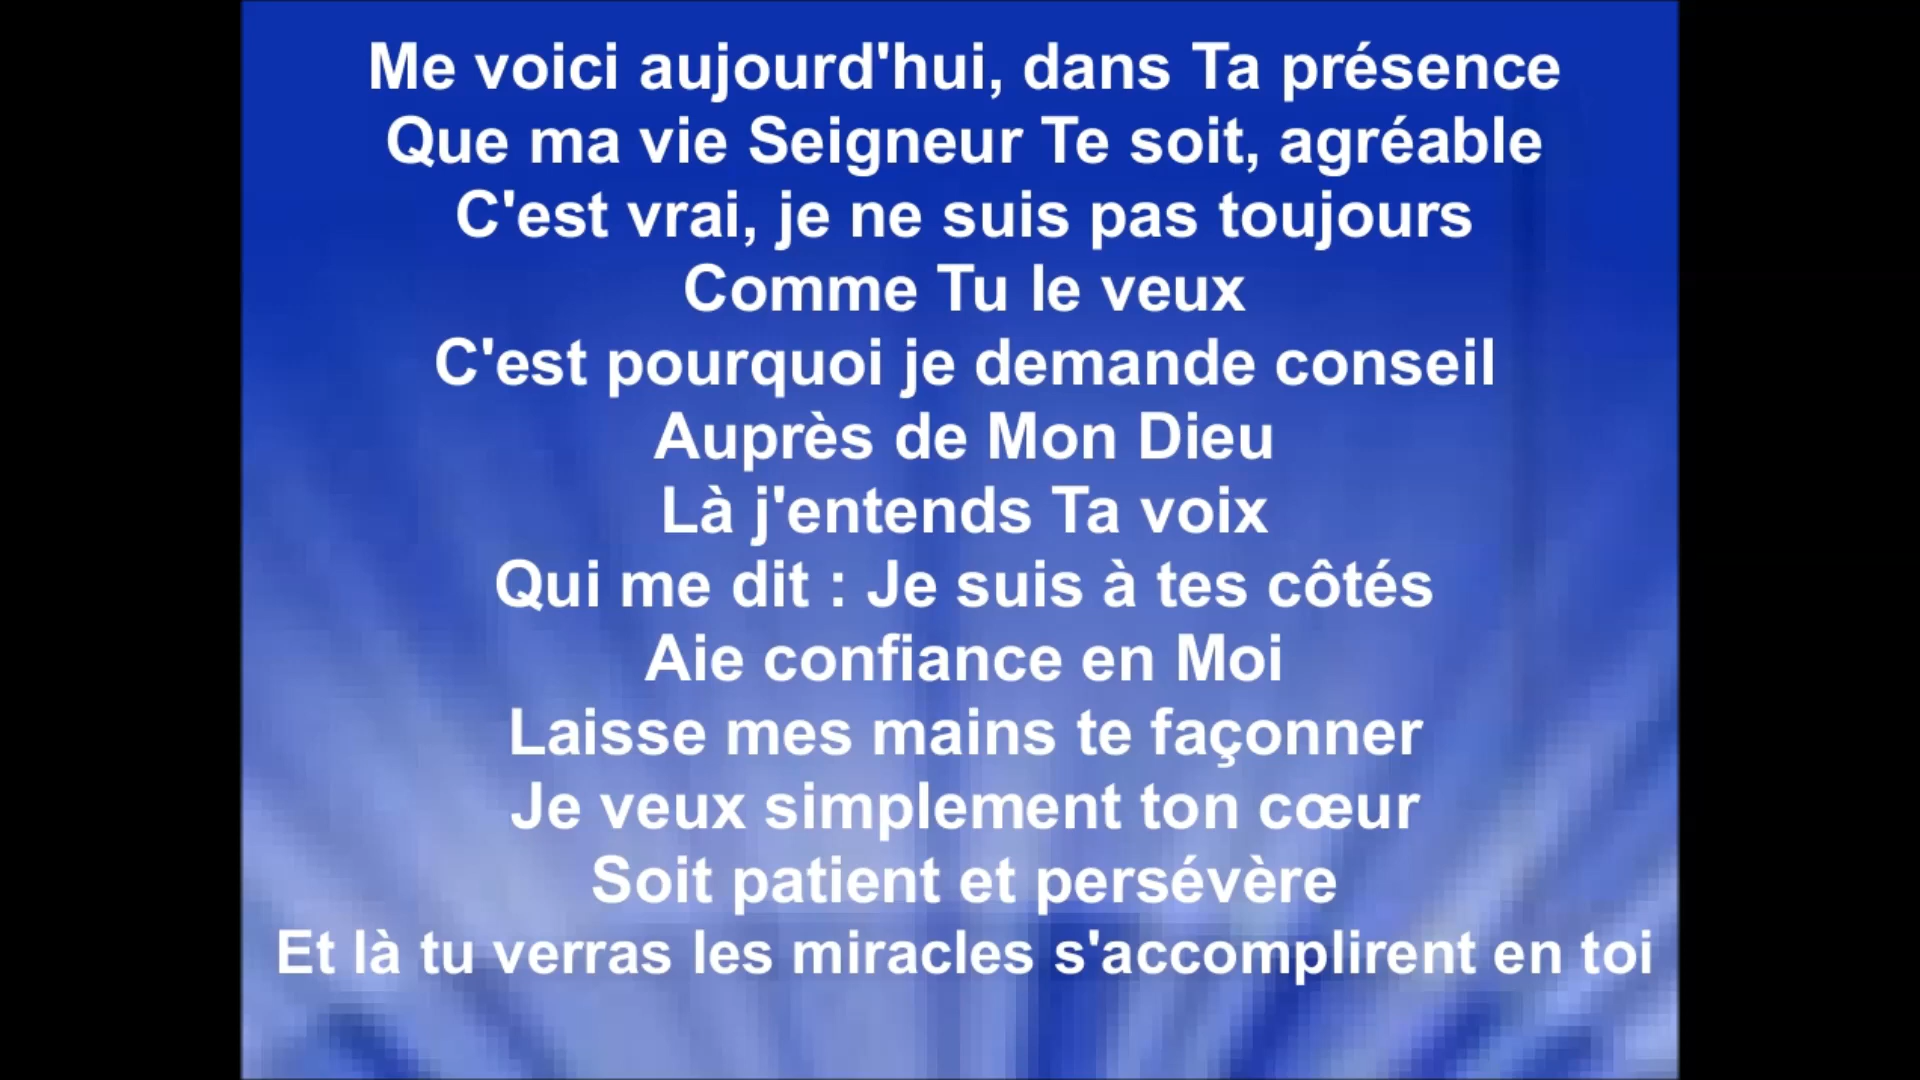 Me voici aujourd'hui, dans Ta présence
Que ma vie Seigneur Te soit, agréable
C'est vrai, je ne suis pas toujours
Comme Tu le veux
C'est pourquoi je demande conseil
Auprès de Mon Dieu
Là j'entends Ta voix
Qui me dit : Je suis à tes côtés
Aie confiance en Moi
Laisse mes mains te façonner
Je veux simplement ton cœur
Soit patient et persévère
Et là tu verras les miracles s'accomplirent en toi